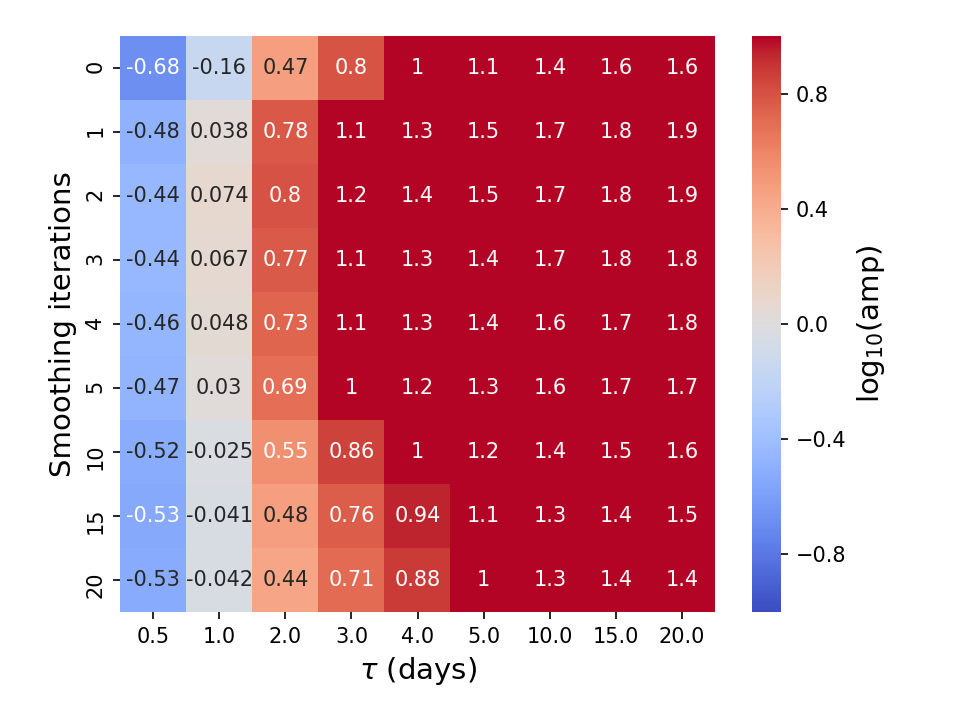 0 -0.68 -0.16 0.47 0.8 1 1.1 1.4 1.6 1.6
1 -0.48 0.038 0.78 1.1 1.3 1.5 1.7 1.8 1.9
2 -0.44 0.074 0.8 1.2 1.4 1.5 1.7 1.8 1.9
3 -0.44 0.067 0.77 1.1 1.3 1.4 1.7 1.8 1.8
4 -0.46 0.048 0.73 1.1 1.3 1.4 1.6 1.7 1.8
5 -0.47 0.03 0.69 1 1.2 1.3 1.6 1.7 1.7
10 -0.52 -0.025 0.55 0.86 1 1.2 1.4 1.5 1.6
15 -0.53 -0.041 0.48 0.76 0.94 1.1 1.3 1.4 1.5
20 -0.53 -0.042 0.44 0.71 0.88 1 1.3 1.4 1.4
0.5 1.0 2.0 3.0 4.0 5.0 10.0 15.0 20.0
τ (days)
Smoothing iterations
0.8
0.4
0.0
−0.4
−0.8
log₁₀(amp)